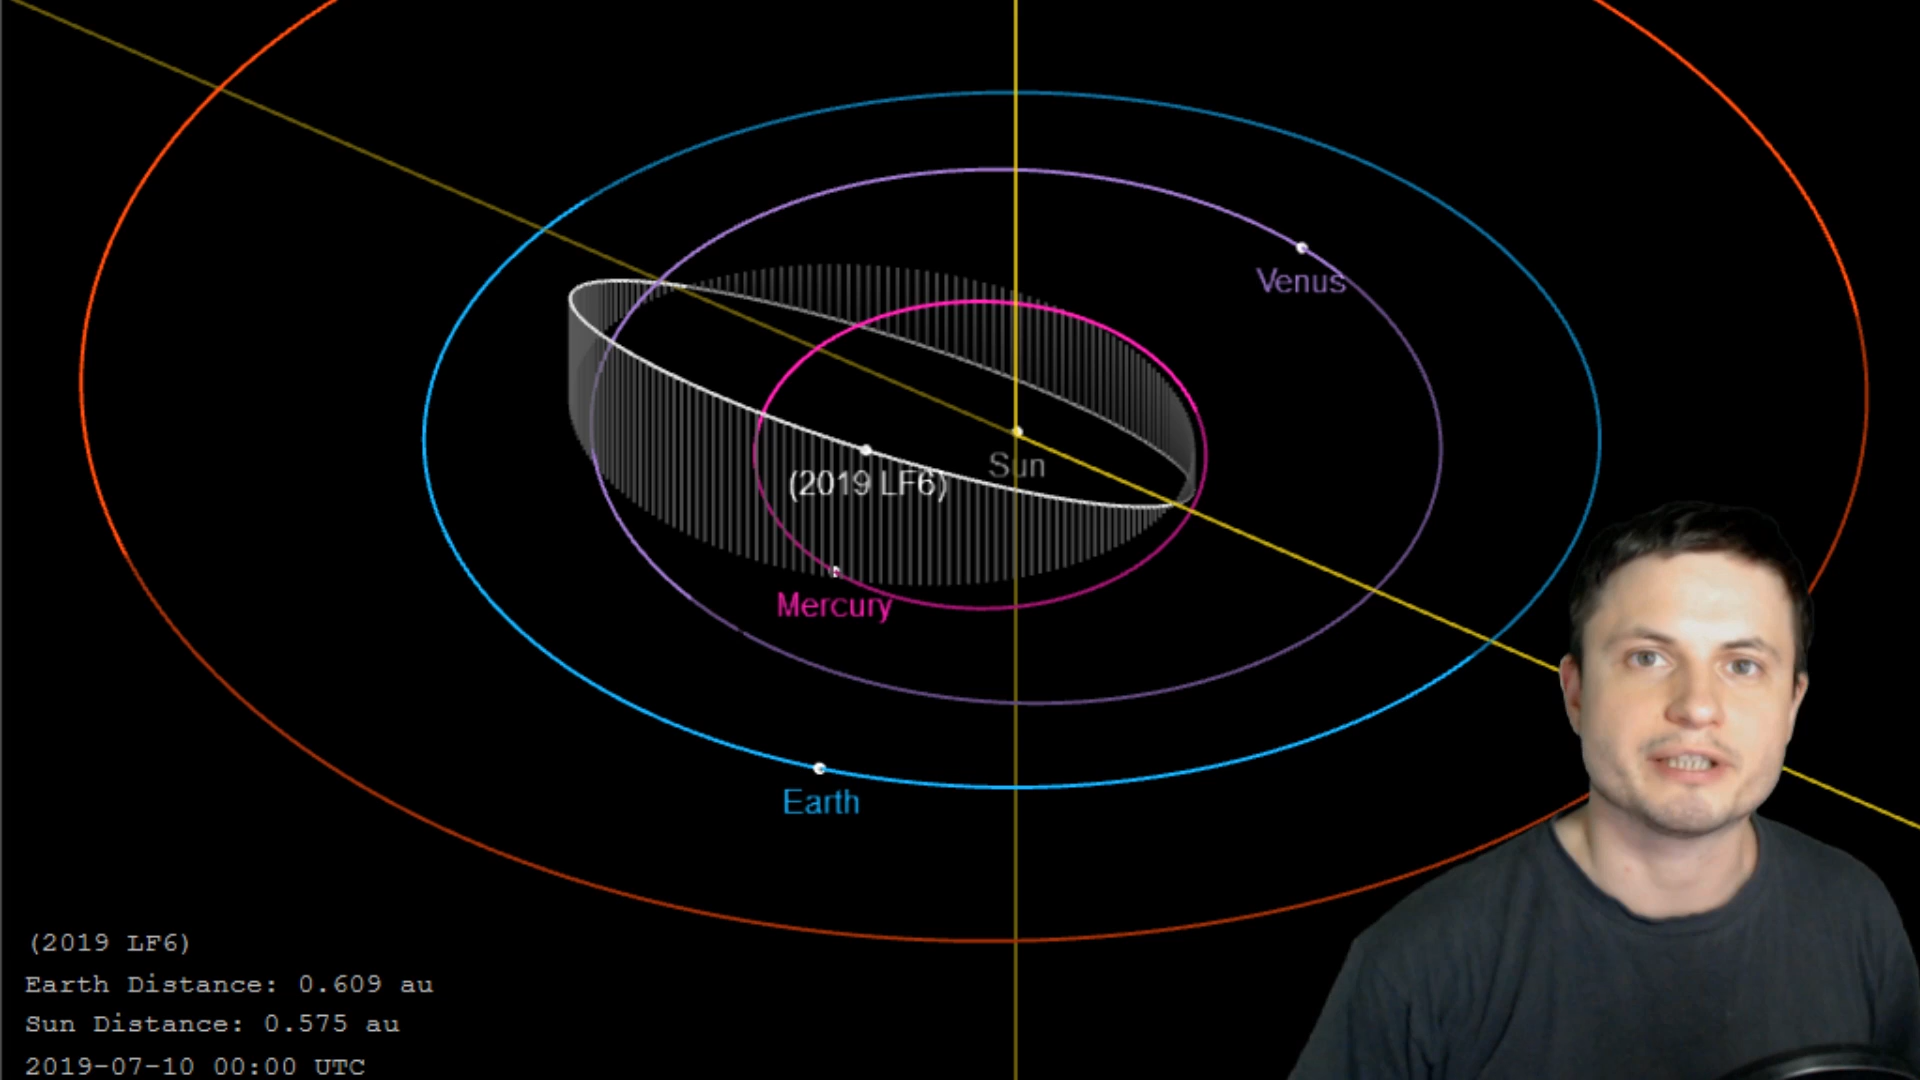 Venus
Sun
(2019 LF6)
Mercury
Earth
(2019 LF6)
Earth Distance: 0.609 au
Sun Distance: 0.575 au
2019-07-10 00:00 UTC